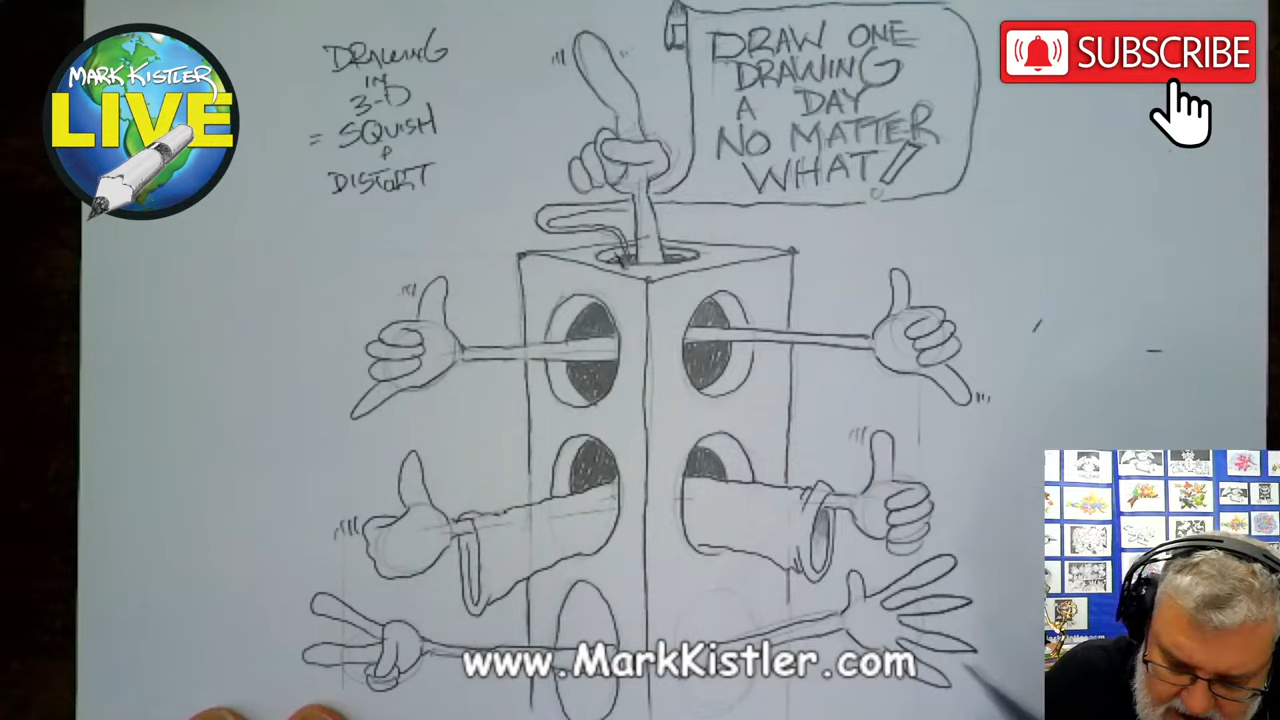 MARK KISTLER
LIVE
DRAWING
IN
3-D
= SQUISH
&
DISTORT
DRAW ONE
DRAWING
A DAY
NO MATTER
WHAT!
SUBSCRIBE
www.MarkKistler.com